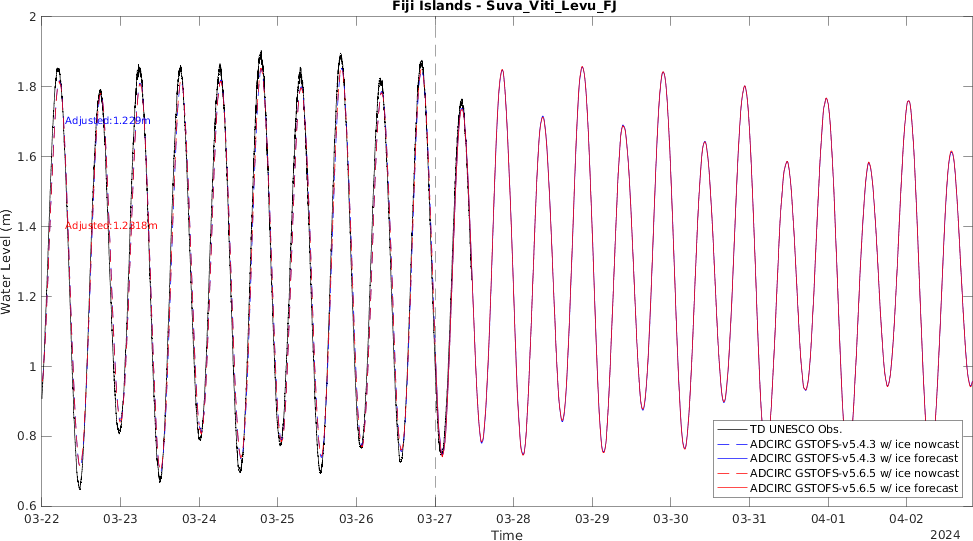 Fiji Islands - Suva_Viti_Levu_FJ
2
1.8
Adjusted:1.229m
1.6
1.4
Adjusted:1.2318m
1.2
1
0.8
0.6
Water Level (m)
TD UNESCO Obs.
ADCIRC GSTOFS-v5.4.3 w/ ice nowcast
ADCIRC GSTOFS-v5.4.3 w/ ice forecast
ADCIRC GSTOFS-v5.6.5 w/ ice nowcast
ADCIRC GSTOFS-v5.6.5 w/ ice forecast
03-22 03-23 03-24 03-25 03-26 03-27 03-28 03-29 03-30 03-31 04-01 04-02
Time
2024